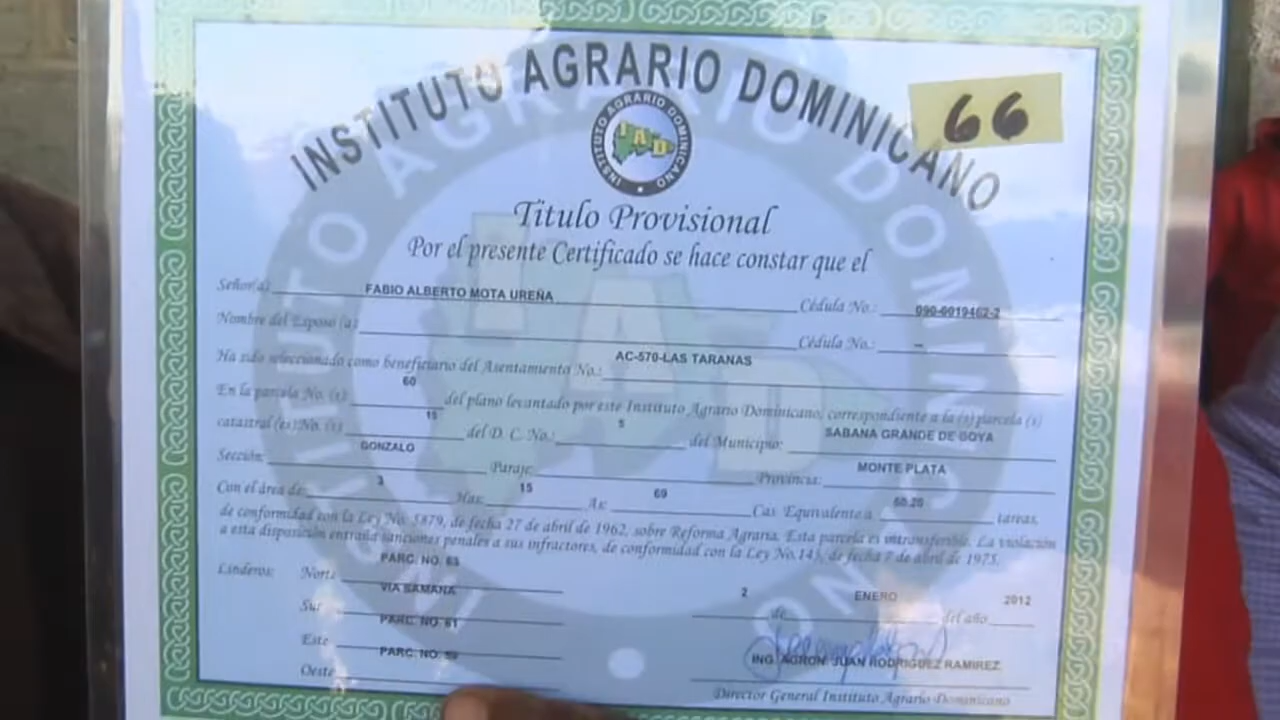 INSTITUTO AGRARIO DOMINICANO
66
INSTITUTO AGRARIO DOMINICANO
IAD
Titulo Provisional
Por el presente Certificado se hace constar que el
Señor(a): FABIO ALBERTO MOTA UREÑA Cédula No.: 090-0019462-2
Nombre del Esposo (a): Cédula No.: –
Ha sido seleccionado como beneficiario del Asentamiento No.: AC-570-LAS TARANAS
En la parcela No. (s): 60 del plano levantado por este Instituto Agrario Dominicano, correspondiente a la (s) parcela (s)
catastral (es) No. (s): 15 del D. C. No.: 5 del Municipio: SABANA GRANDE DE BOYA
Sección: GONZALO Paraje: Provincia: MONTE PLATA
Con el área de: 3 Has: 15 As: 69 Cas. Equivalente a tareas,
de conformidad con la Ley No. 5879, de fecha 27 de abril de 1962, sobre Reforma Agraria. Esta parcela es intransferible. La violación
a esta disposición entraña sanciones penales a sus infractores, de conformidad con la Ley No.145, de fecha 7 de abril de 1975.
Linderos: Norte PARC. NO. 63
Sur VIA SAMANA
Este PARC. NO. 61
Oeste PARC. NO. 59
2 de ENERO del año 2012
ING. AGRON. JUAN RODRIGUEZ RAMIREZ
Director General Instituto Agrario Dominicano